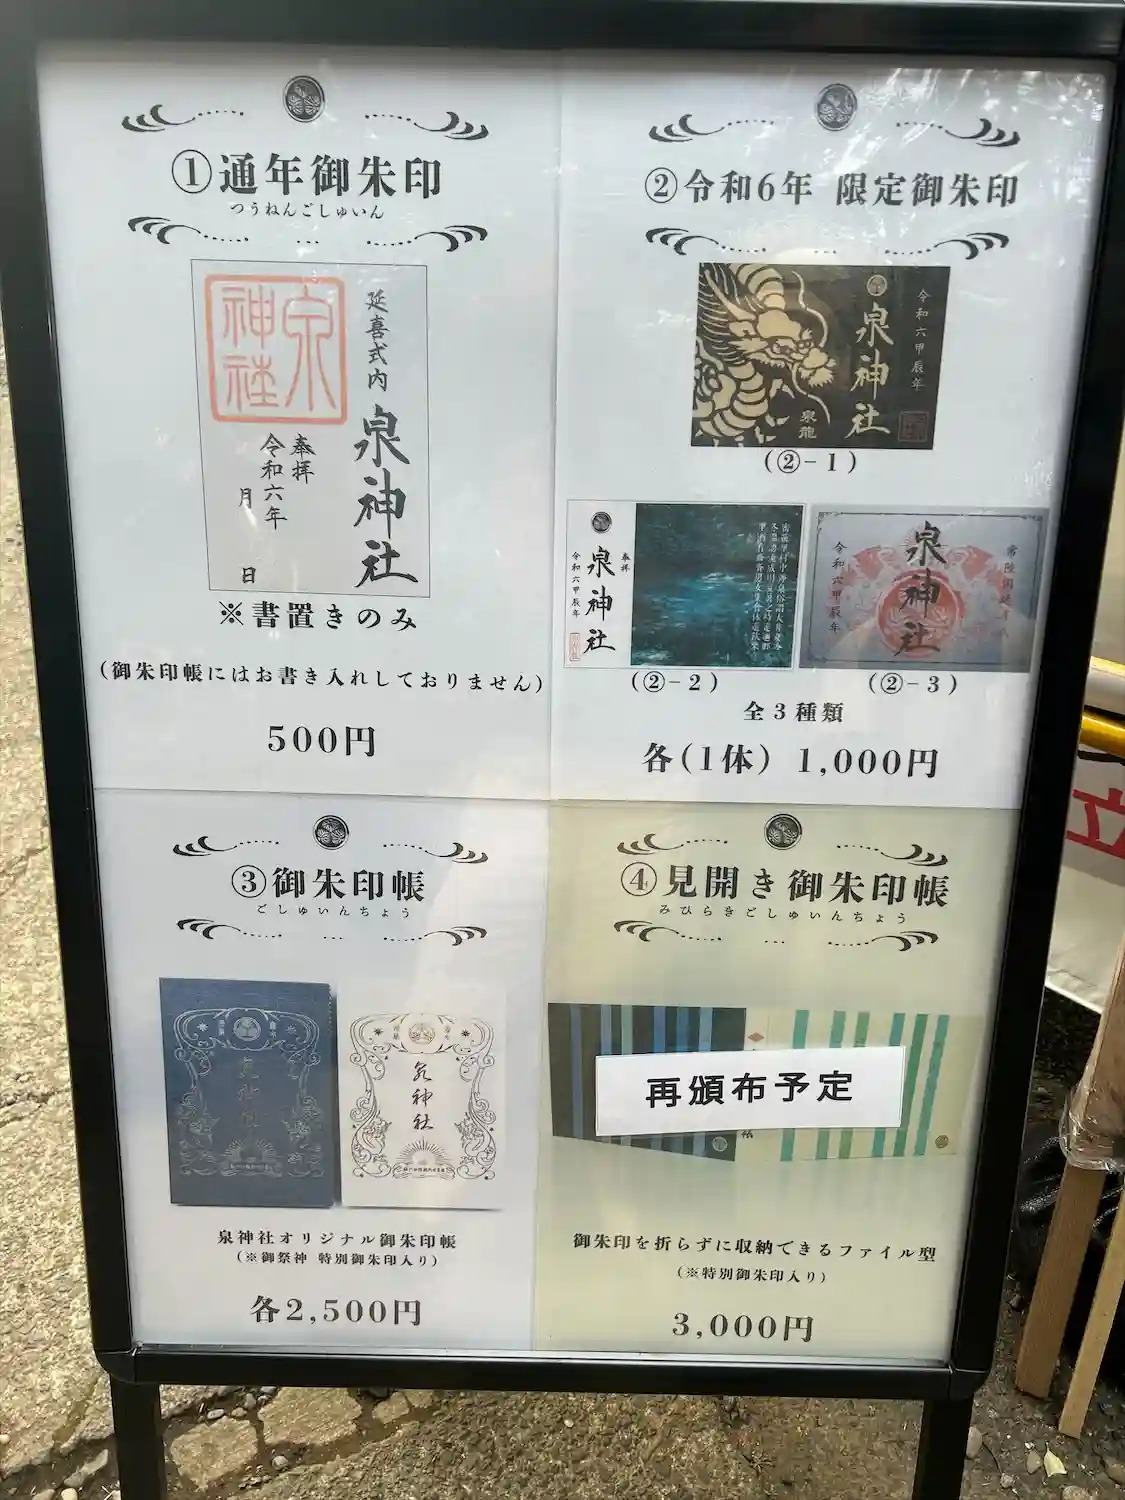 ①通年御朱印
つうねんごしゅいん
延喜式内
泉神社
泉
神社
奉拝
令和六年
月
日
※書置きのみ
(御朱印帳にはお書き入れしておりません)
500円
②令和6年 限定御朱印
令和六甲辰年
泉神社
泉龍
(②-1)
奉拝
泉神社
令和六甲辰年
(②-2)
泉神社
令和六甲辰年
(②-3)
全3種類
各(1体) 1,000円
③御朱印帳
ごしゅいんちょう
泉神社
泉神社
泉神社オリジナル御朱印帳
(※御祭神 特別御朱印入り)
各2,500円
④見開き御朱印帳
みひらきごしゅいんちょう
再頒布予定
御朱印を折らずに収納できるファイル型
(※特別御朱印入り)
3,000円
立